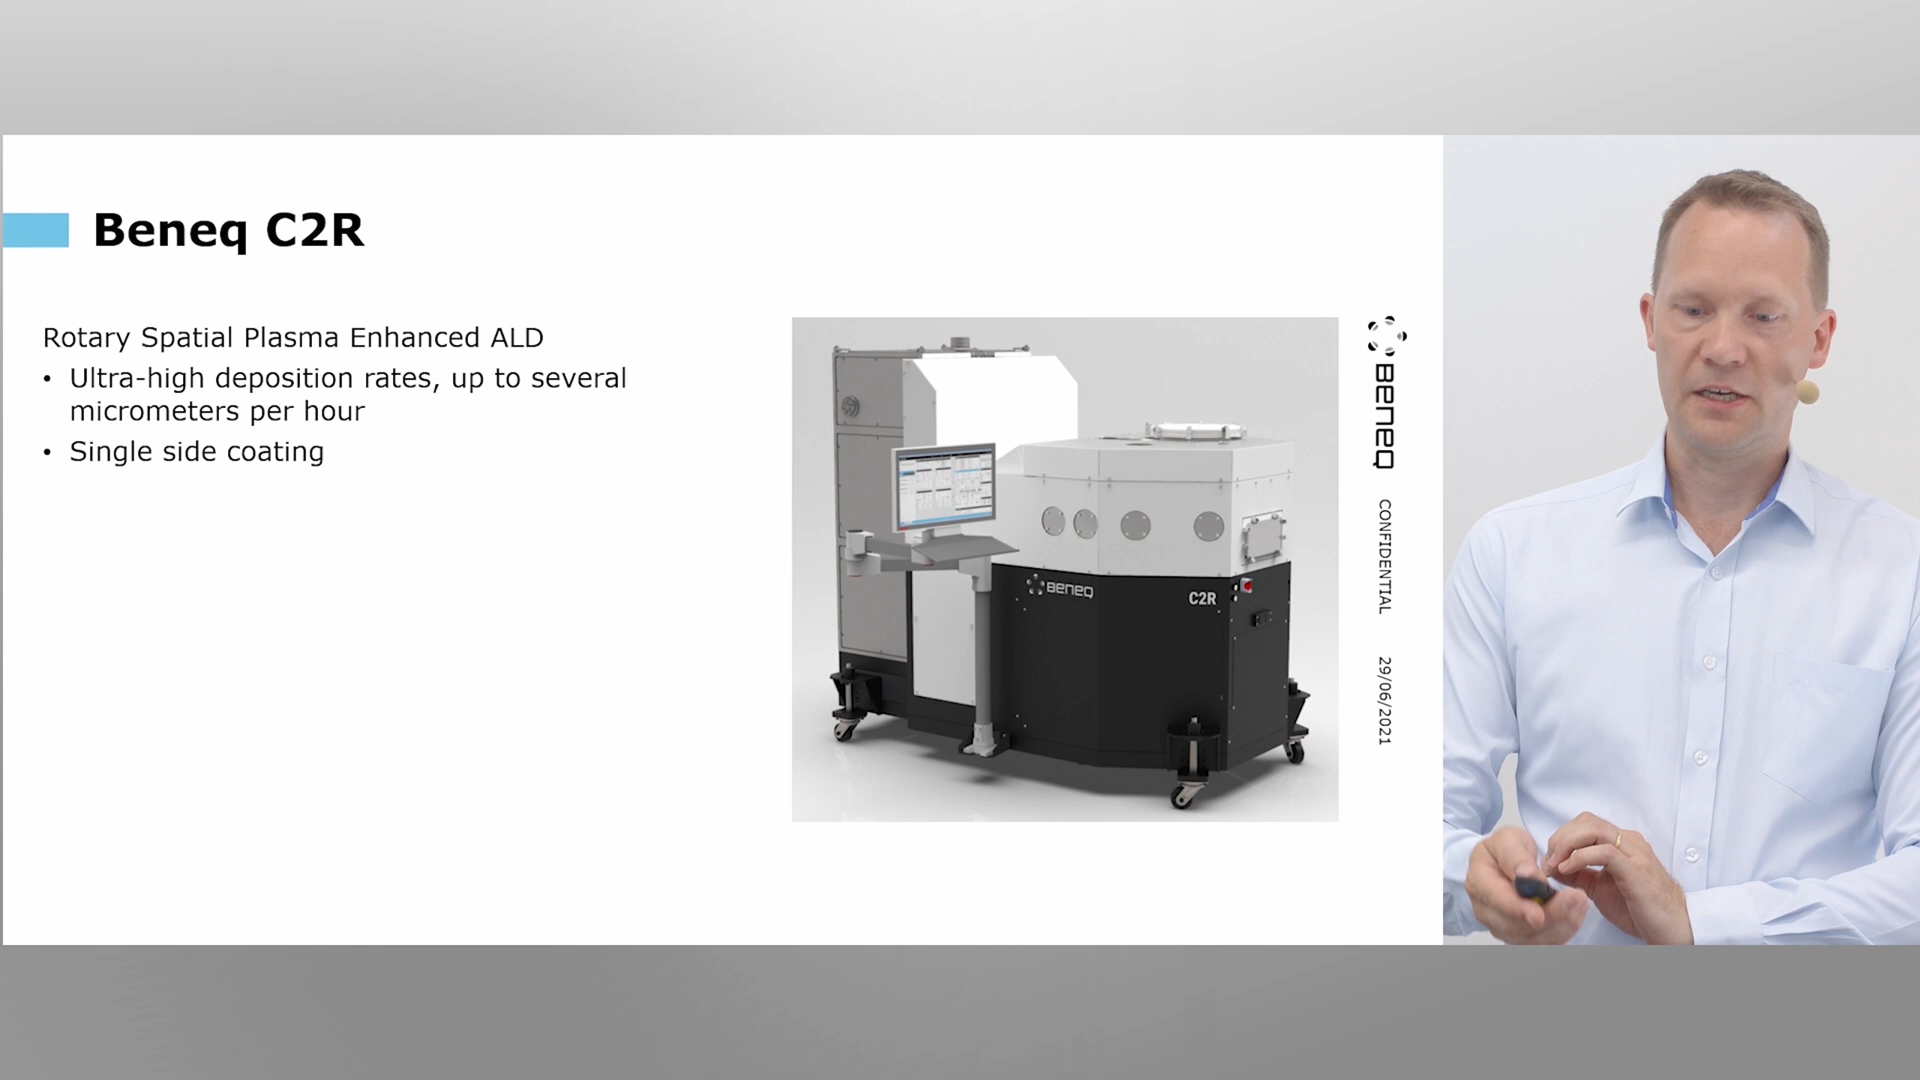 Beneq C2R
Rotary Spatial Plasma Enhanced ALD
• Ultra-high deposition rates, up to several
micrometers per hour
• Single side coating
BENEQ
C2R
BENEQ
CONFIDENTIAL
29/06/2021